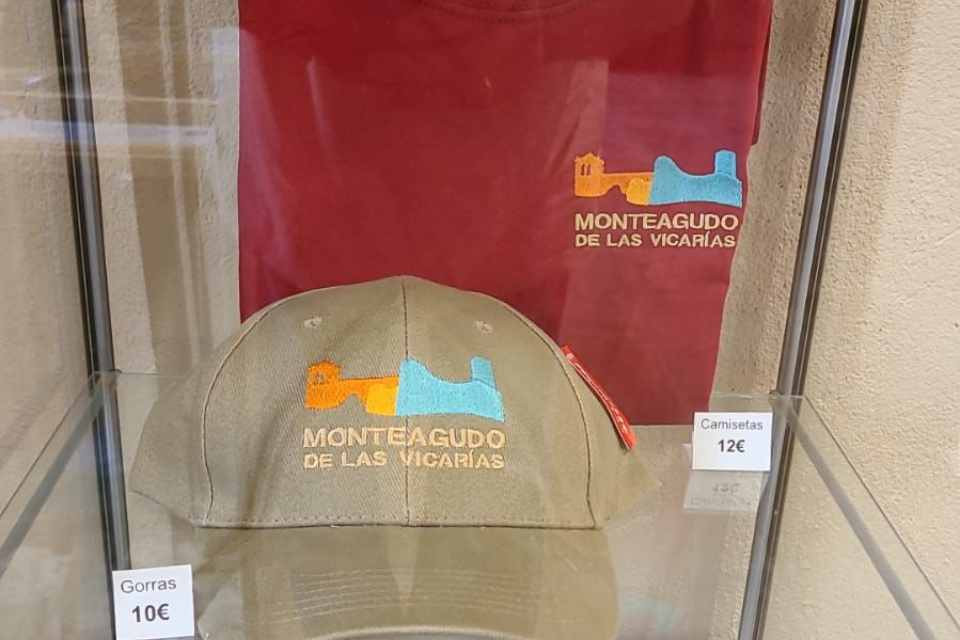 MONTEAGUDO
DE LAS VICARÍAS
MONTEAGUDO
DE LAS VICARÍAS
Camisetas
12€
Gorras
10€